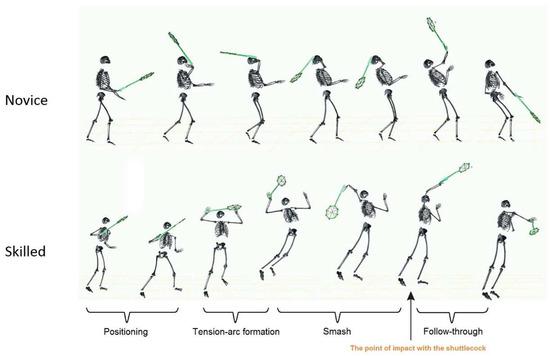 Novice
Skilled
Positioning
Tension-arc formation
Smash
Follow-through
The point of impact with the shuttlecock